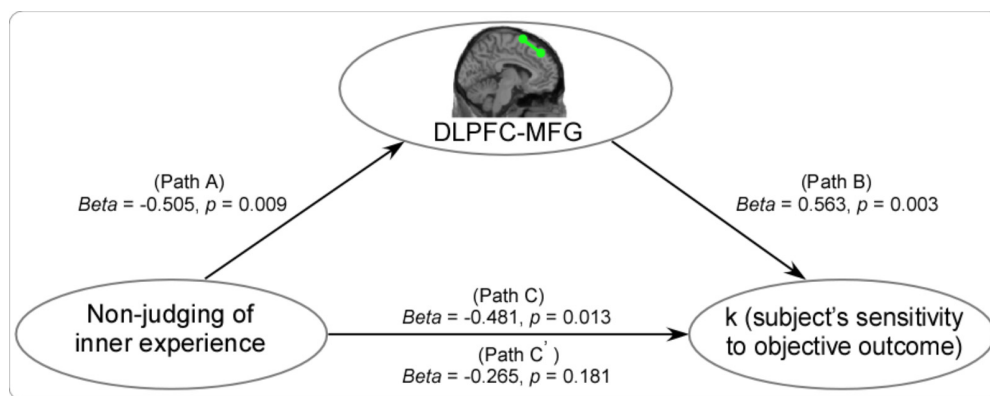 DLPFC-MFG
(Path A)
Beta = -0.505, p = 0.009
(Path B)
Beta = 0.563, p = 0.003
Non-judging of
inner experience
(Path C)
Beta = -0.481, p = 0.013
(Path C')
Beta = -0.265, p = 0.181
k (subject's sensitivity
to objective outcome)